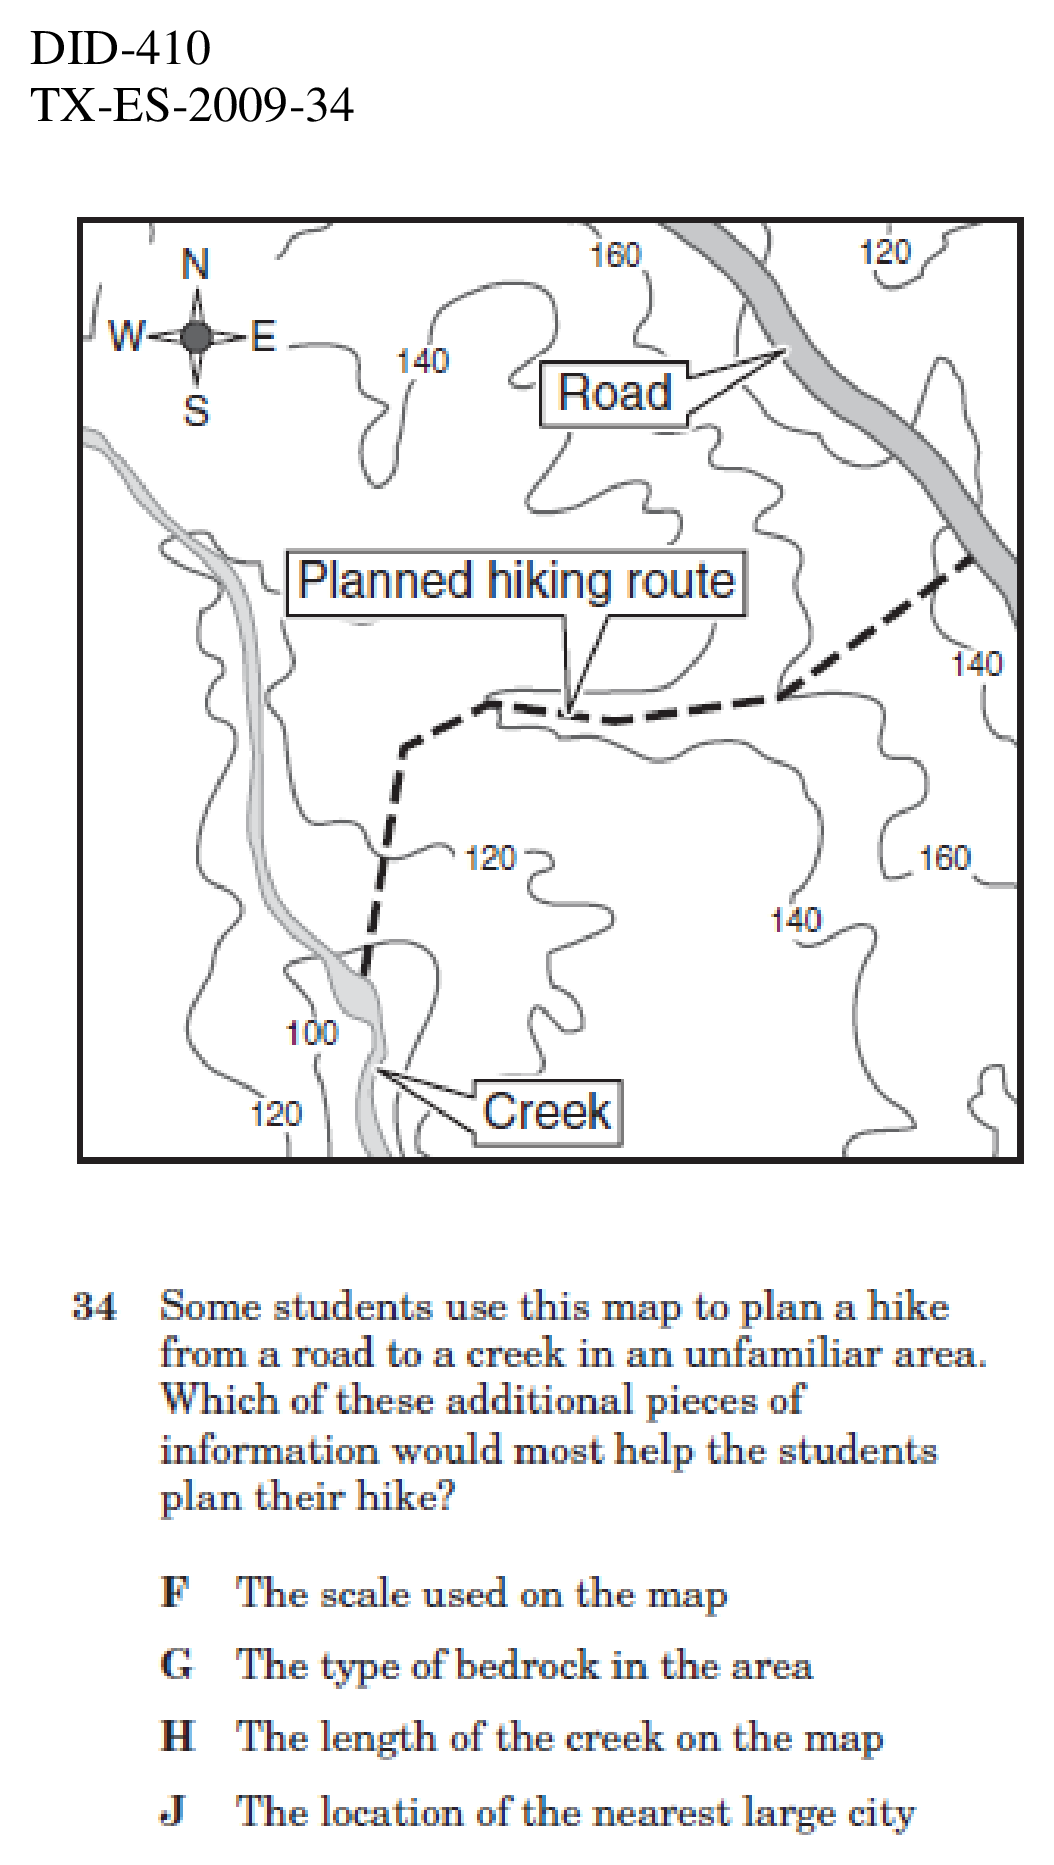 DID-410
TX-ES-2009-34
160
120
N
W E
140
S
Road
Planned hiking route
140
120
160
140
100
120
Creek
34 Some students use this map to plan a hike
from a road to a creek in an unfamiliar area.
Which of these additional pieces of
information would most help the students
plan their hike?
F The scale used on the map
G The type of bedrock in the area
H The length of the creek on the map
J The location of the nearest large city